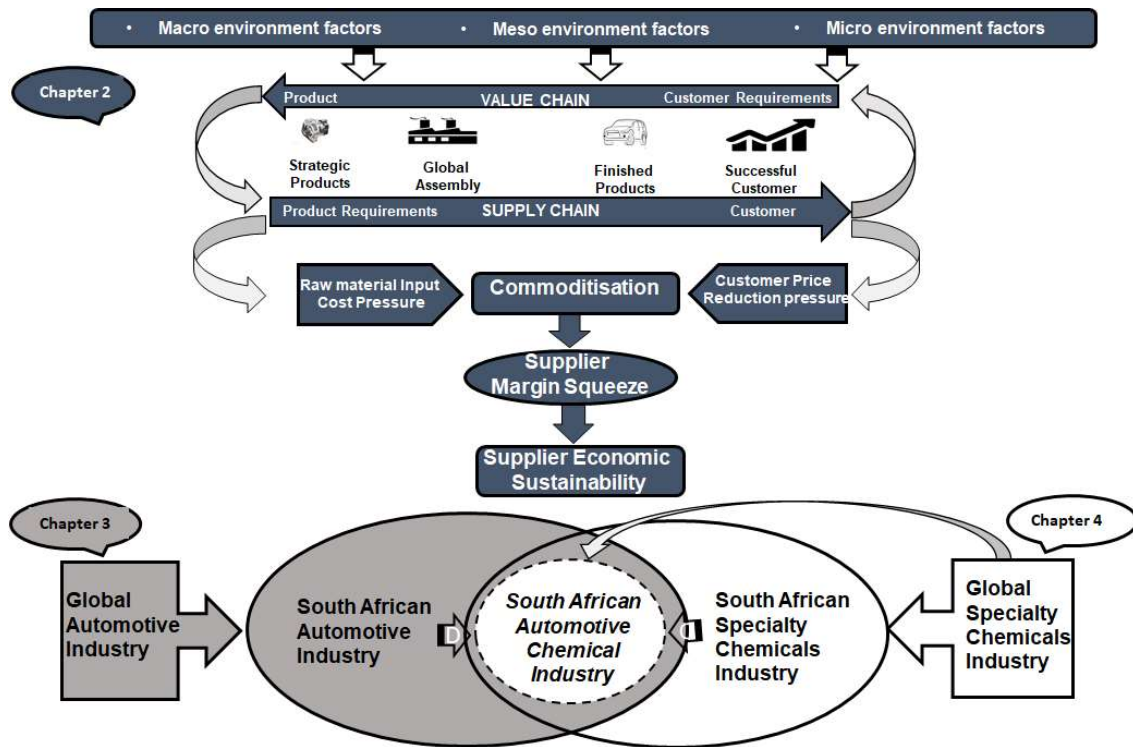 • Macro environment factors • Meso environment factors • Micro environment factors
Chapter 2
Product VALUE CHAIN Customer Requirements
Strategic
Products
Global
Assembly
Finished
Products
Successful
Customer
Product Requirements SUPPLY CHAIN Customer
Raw material Input
Cost Pressure
Commoditisation
Customer Price
Reduction pressure
Supplier
Margin Squeeze
Supplier Economic
Sustainability
Chapter 3
Chapter 4
Global
Automotive
Industry
South African
Automotive
Industry
D
South African
Automotive
Chemical
Industry
South African
Specialty
Chemicals
Industry
Global
Specialty
Chemicals
Industry